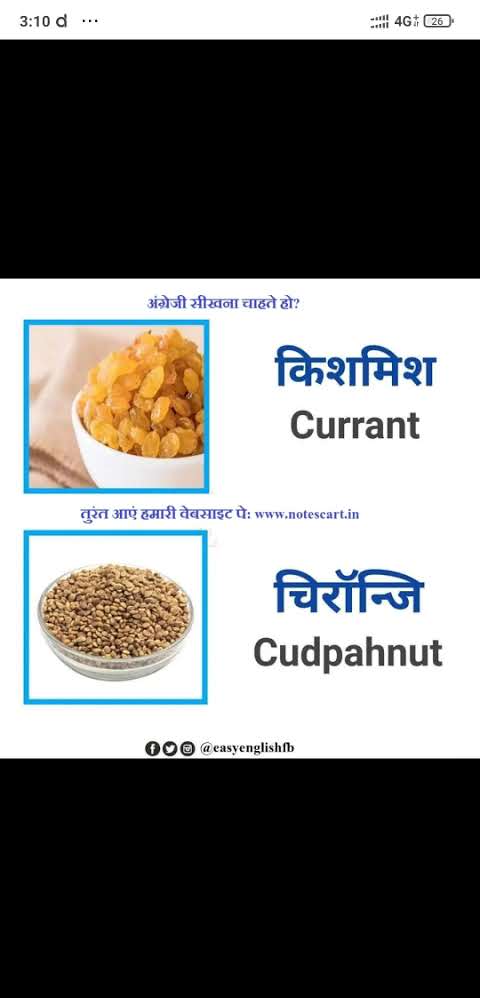 3:10 d ...
4G 26
अंग्रेजी सीखना चाहते हो?
किशमिश
Currant
तुरंत आएं हमारी वेबसाइट पे: www.notescart.in
चिरॉन्जि
Cudpahnut
@easyenglishfb